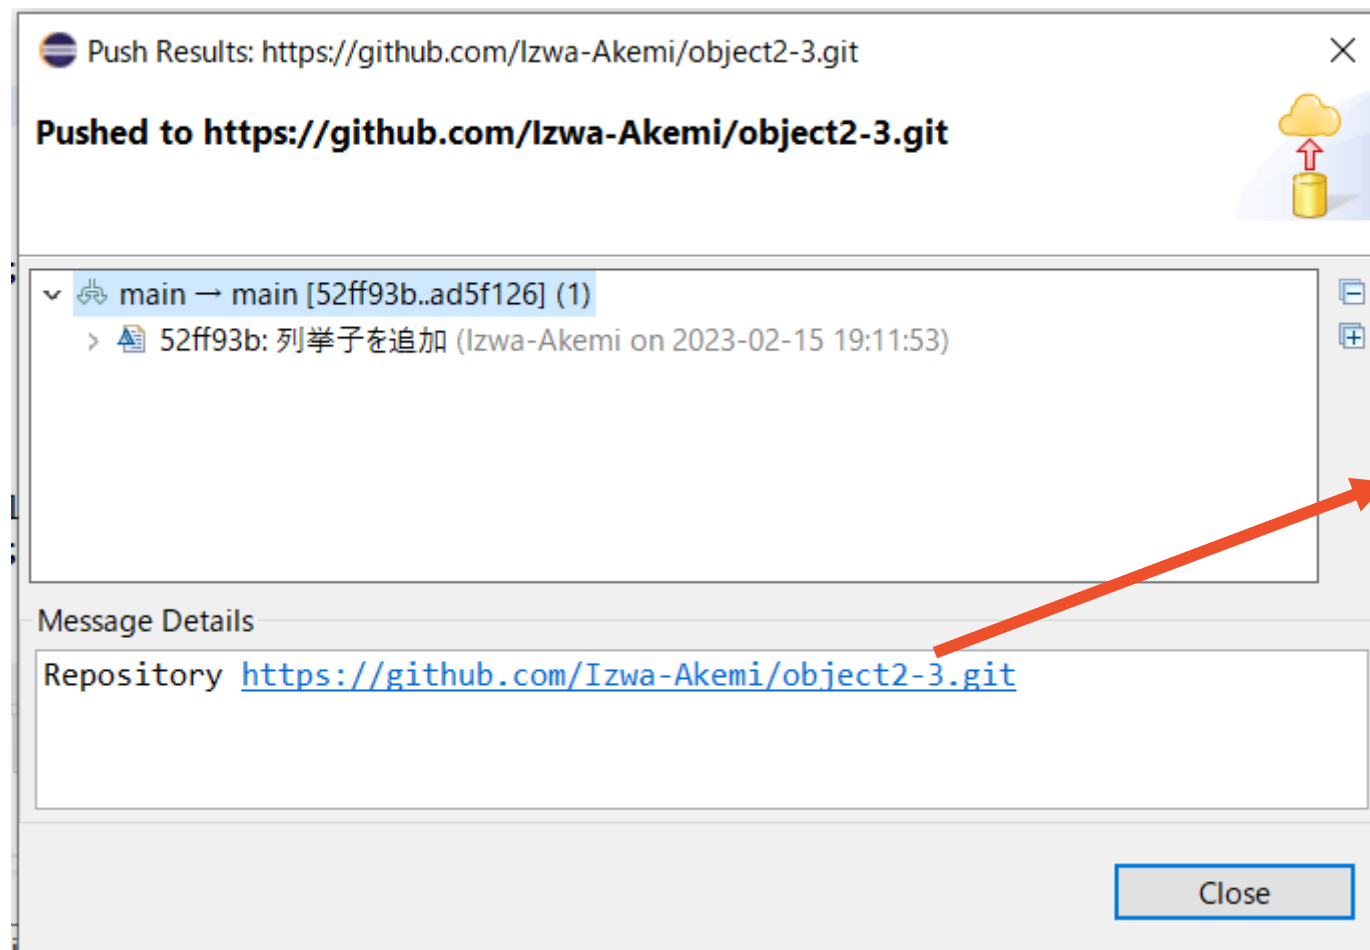 Push Results: https://github.com/Izwa-Akemi/object2-3.git
Pushed to https://github.com/Izwa-Akemi/object2-3.git
main → main [52ff93b..ad5f126] (1)
52ff93b: 列挙子を追加 (Izwa-Akemi on 2023-02-15 19:11:53)
Message Details
Repository https://github.com/Izwa-Akemi/object2-3.git
Close